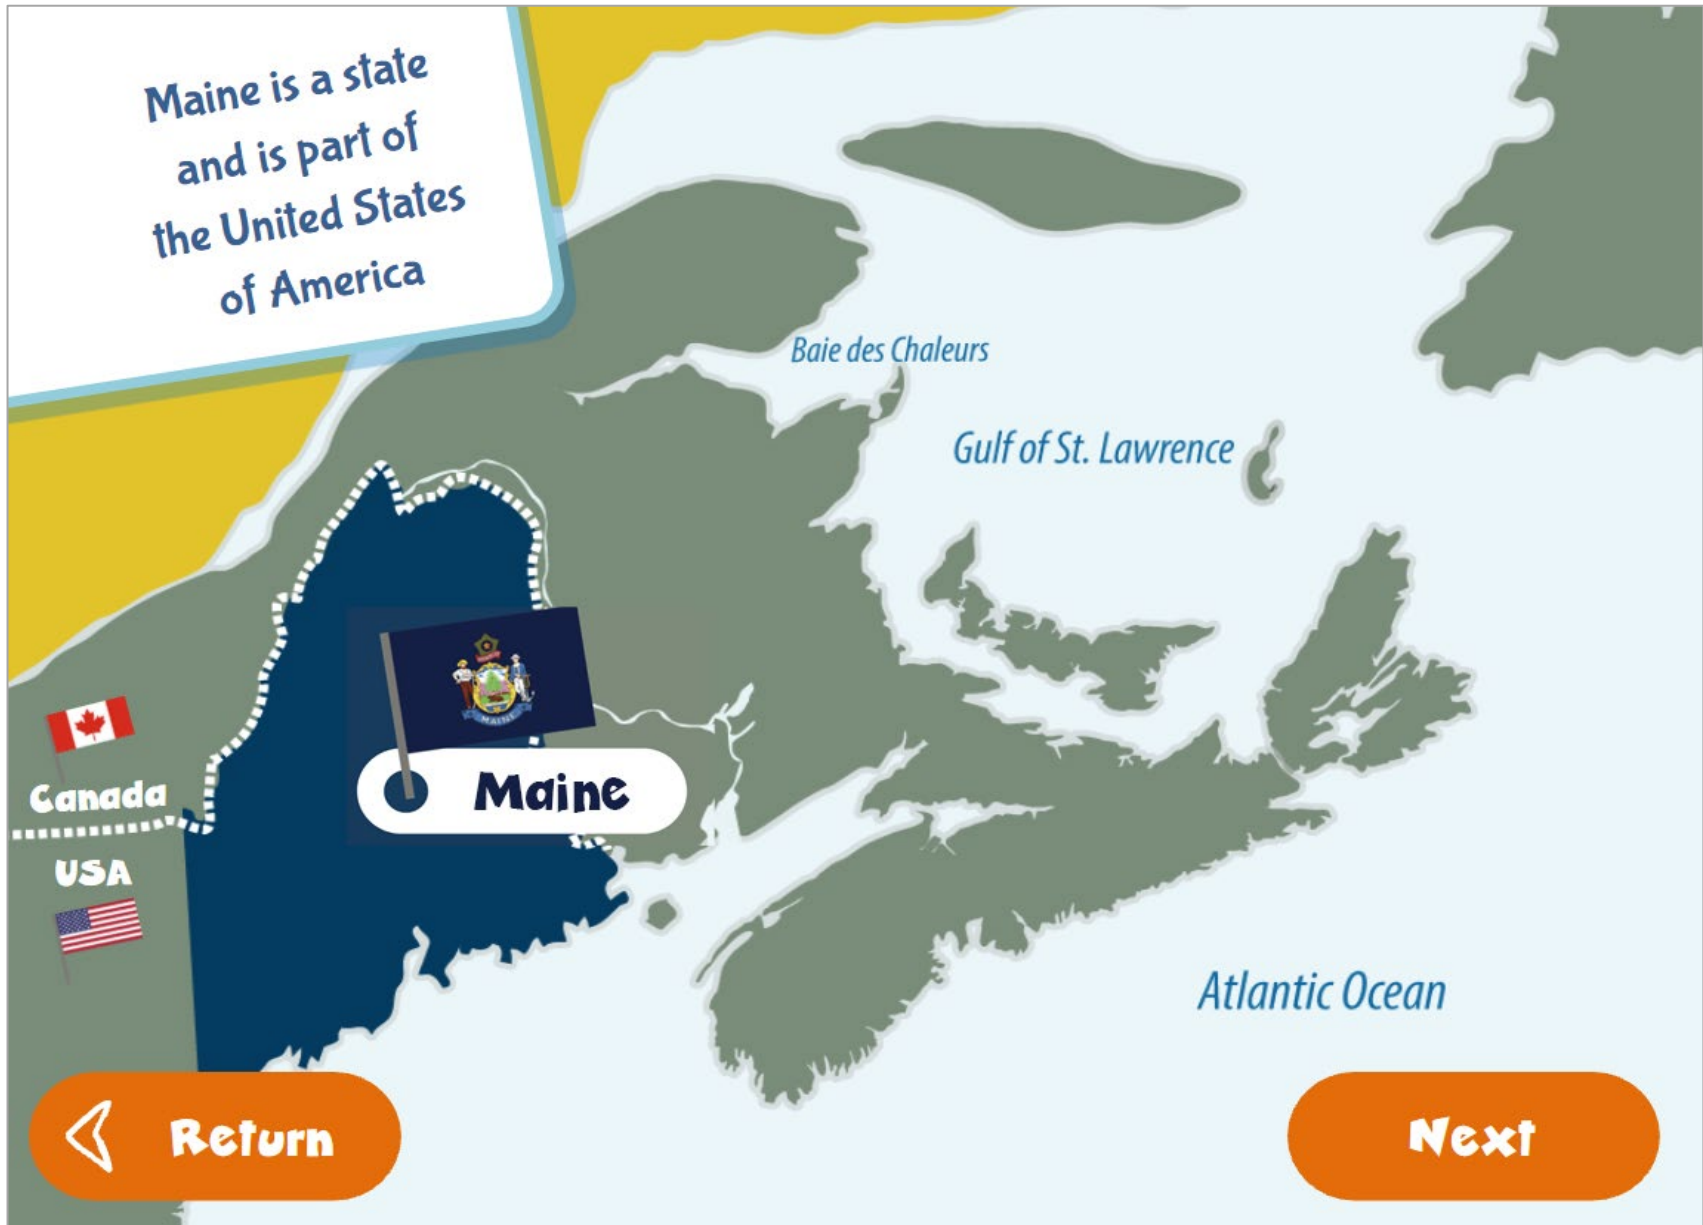 Maine is a state
and is part of
the United States
of America
Baie des Chaleurs
Gulf of St. Lawrence
MAINE
Maine
Canada
USA
Atlantic Ocean
Return
Next